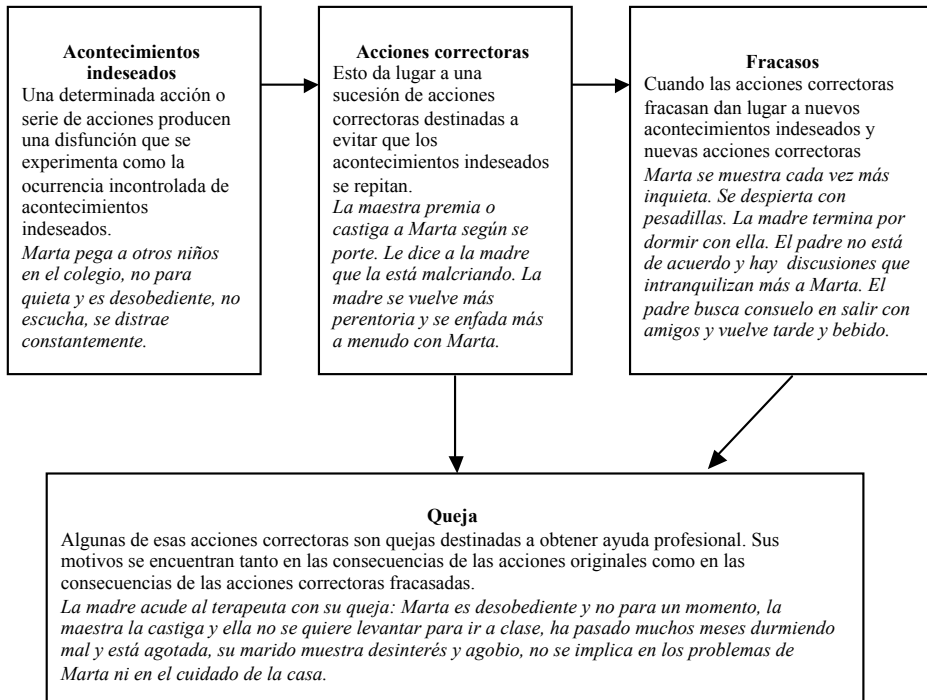 Acontecimientos
indeseados
Una determinada acción o
serie de acciones producen
una disfunción que se
experimenta como la
ocurrencia incontrolada de
acontecimientos
indeseados.
Marta pega a otros niños
en el colegio, no para
quieta y es desobediente, no
escucha, se distrae
constantemente.
Acciones correctoras
Esto da lugar a una
sucesión de acciones
correctoras destinadas a
evitar que los
acontecimientos indeseados
se repitan.
La maestra premia o
castiga a Marta según se
porte. Le dice a la madre
que la está malcriando. La
madre se vuelve más
perentoria y se enfada más
a menudo con Marta.
Fracasos
Cuando las acciones correctoras
fracasan dan lugar a nuevos
acontecimientos indeseados y
nuevas acciones correctoras
Marta se muestra cada vez más
inquieta. Se despierta con
pesadillas. La madre termina por
dormir con ella. El padre no está
de acuerdo y hay discusiones que
intranquilizan más a Marta. El
padre busca consuelo en salir con
amigos y vuelve tarde y bebido.
Queja
Algunas de esas acciones correctoras son quejas destinadas a obtener ayuda profesional. Sus
motivos se encuentran tanto en las consecuencias de las acciones originales como en las
consecuencias de las acciones correctoras fracasadas.
La madre acude al terapeuta con su queja: Marta es desobediente y no para un momento, la
maestra la castiga y ella no se quiere levantar para ir a clase, ha pasado muchos meses durmiendo
mal y está agotada, su marido muestra desinterés y agobio, no se implica en los problemas de
Marta ni en el cuidado de la casa.